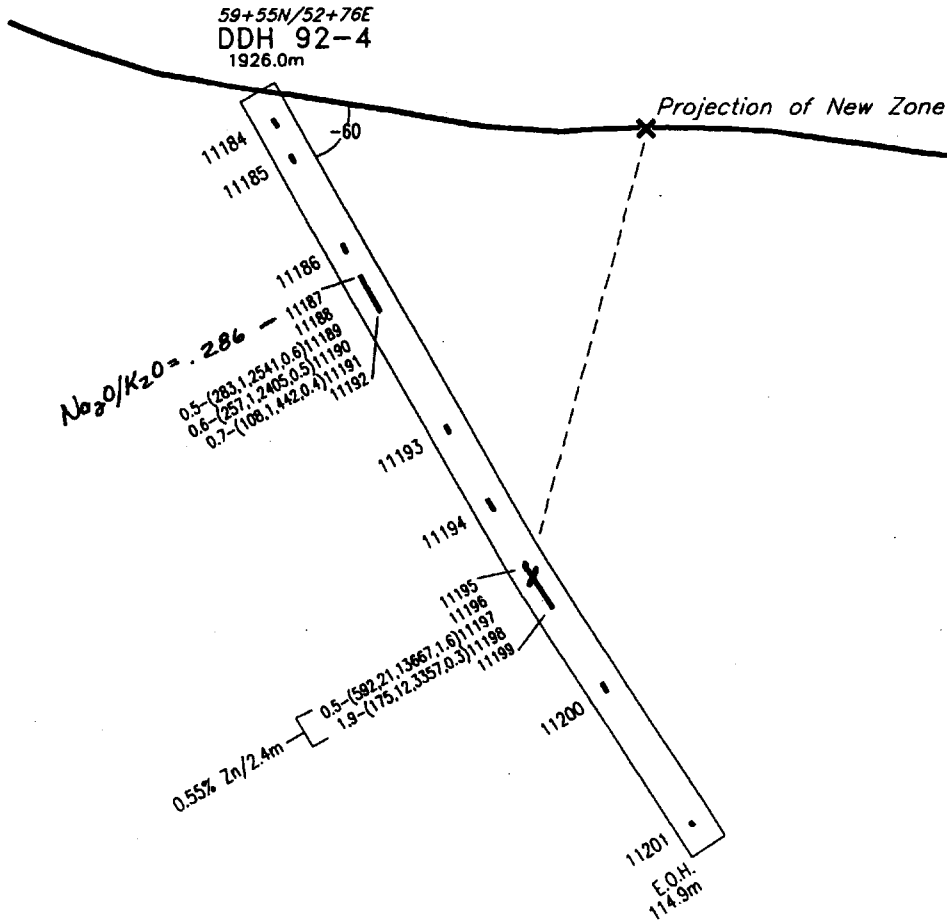 59+55N/52+76E
DDH 92-4
1926.0m
Projection of New Zone
-60
11184
11185
11186
Na2O/K2O = .286 — 11187
11188
0.5-(283,1,2541,0.6)11189
0.6-(257,1,2405,0.5)11190
0.7-(108,1,442,0.4)11191
11192
11193
11194
11195
11196
0.5-(592,21,13667,1.6)11197
1.9-(175,12,3357,0.3)11198
11199
0.55% Zn/2.4m
11200
11201
E.O.H.
114.9m